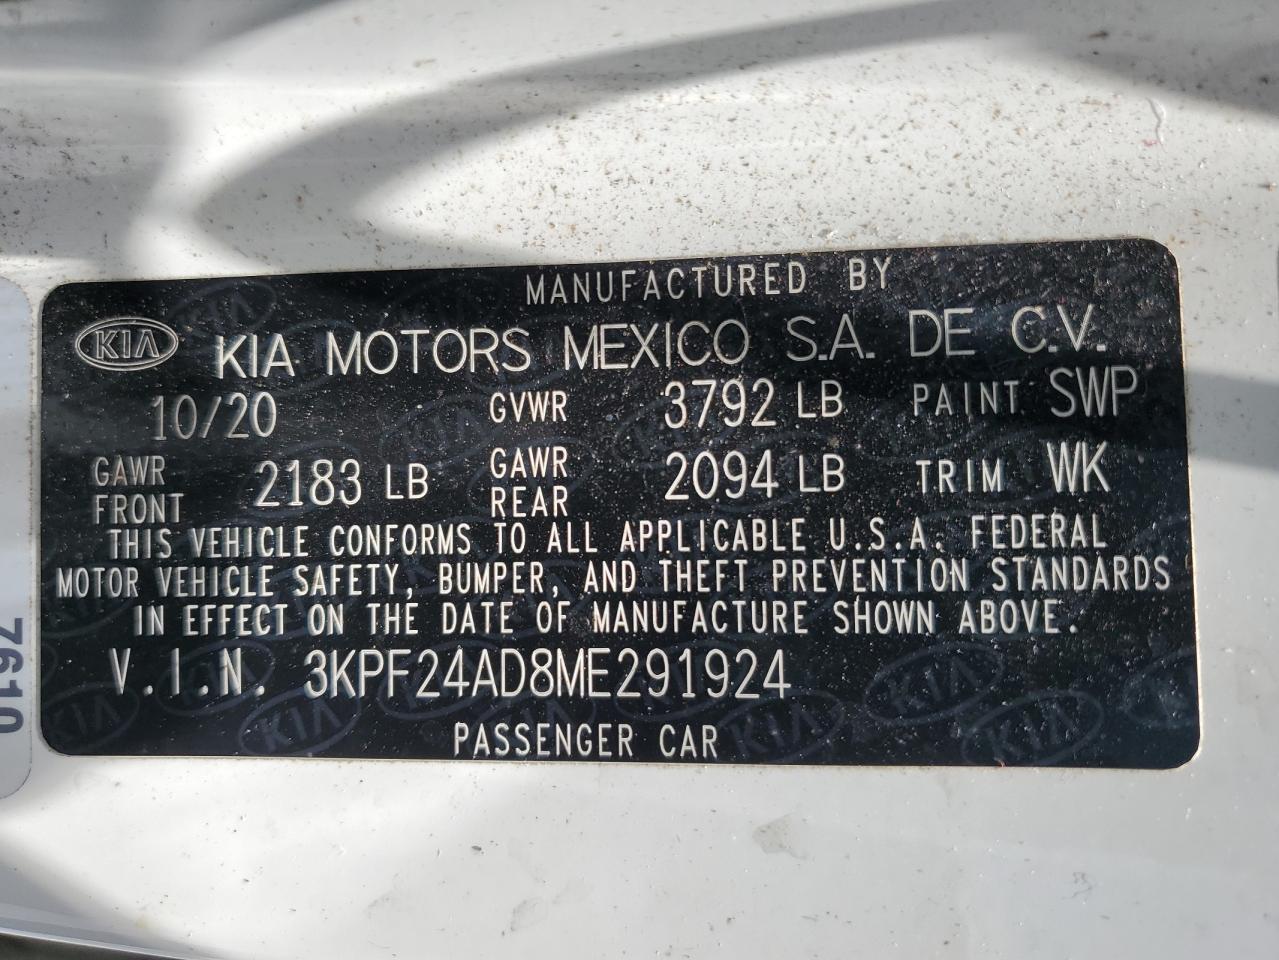 MANUFACTURED BY
KIA KIA MOTORS MEXICO S.A. DE C.V.
10/20 GVWR 3792 LB PAINT SWP
GAWR FRONT 2183 LB GAWR REAR 2094 LB TRIM WK
THIS VEHICLE CONFORMS TO ALL APPLICABLE U.S.A. FEDERAL
MOTOR VEHICLE SAFETY, BUMPER, AND THEFT PREVENTION STANDARDS
IN EFFECT ON THE DATE OF MANUFACTURE SHOWN ABOVE.
V.I.N. 3KPF24AD8ME291924
PASSENGER CAR
7610